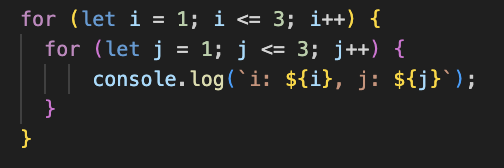 for (let i = 1; i <= 3; i++) {
  for (let j = 1; j <= 3; j++) {
      console.log(`i: ${i}, j: ${j}`);
  }
}